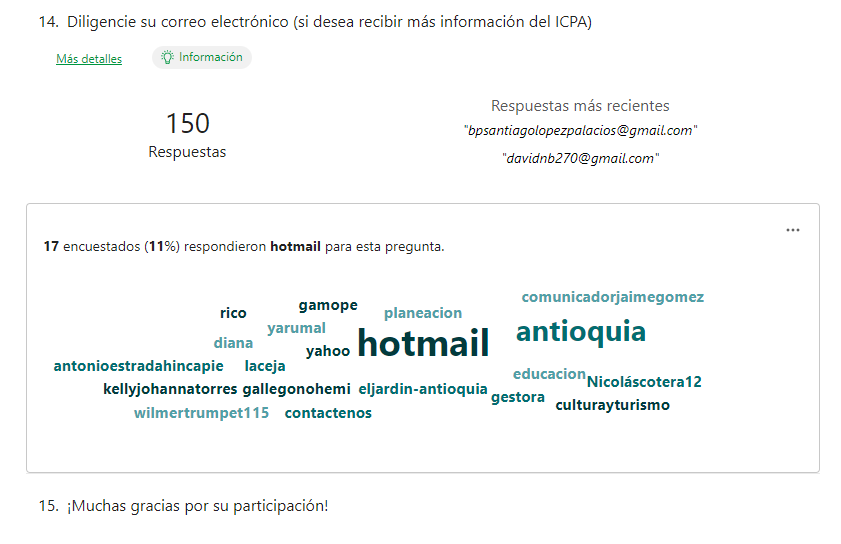 14. Diligencie su correo electrónico (si desea recibir más información del ICPA)
Más detalles
Información
150
Respuestas
Respuestas más recientes
"bpsantiagolopezpalacios@gmail.com"
"davidnb270@gmail.com"
17 encuestados (11%) respondieron hotmail para esta pregunta.
comunicadorjaimegomez
rico gamope planeacion
diana yarumal yahoo hotmail antioquia
antonioestradahincapie laceja educacion Nicoláscotera12
kellyjohannatorres gallegonohemi eljardin-antioquia gestora culturayturismo
wilmertrumpet115 contactenos
15. ¡Muchas gracias por su participación!